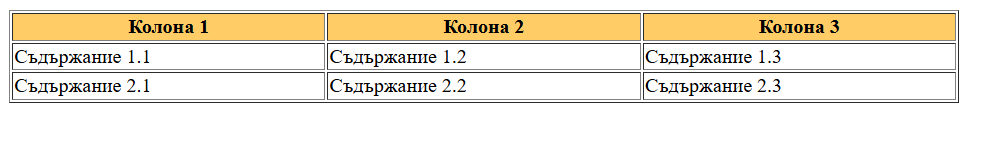 Колона 1 Колона 2 Колона 3
Съдържание 1.1 Съдържание 1.2 Съдържание 1.3
Съдържание 2.1 Съдържание 2.2 Съдържание 2.3